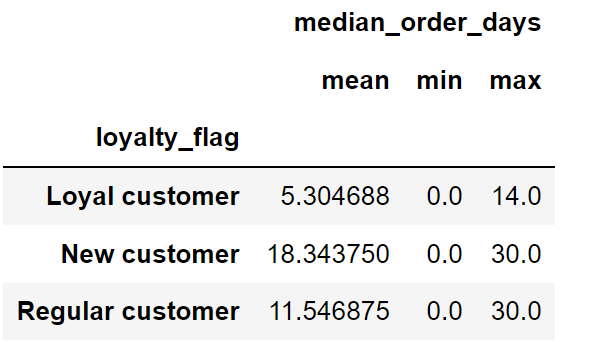 median_order_days
mean min max
loyalty_flag
Loyal customer 5.304688 0.0 14.0
New customer 18.343750 0.0 30.0
Regular customer 11.546875 0.0 30.0